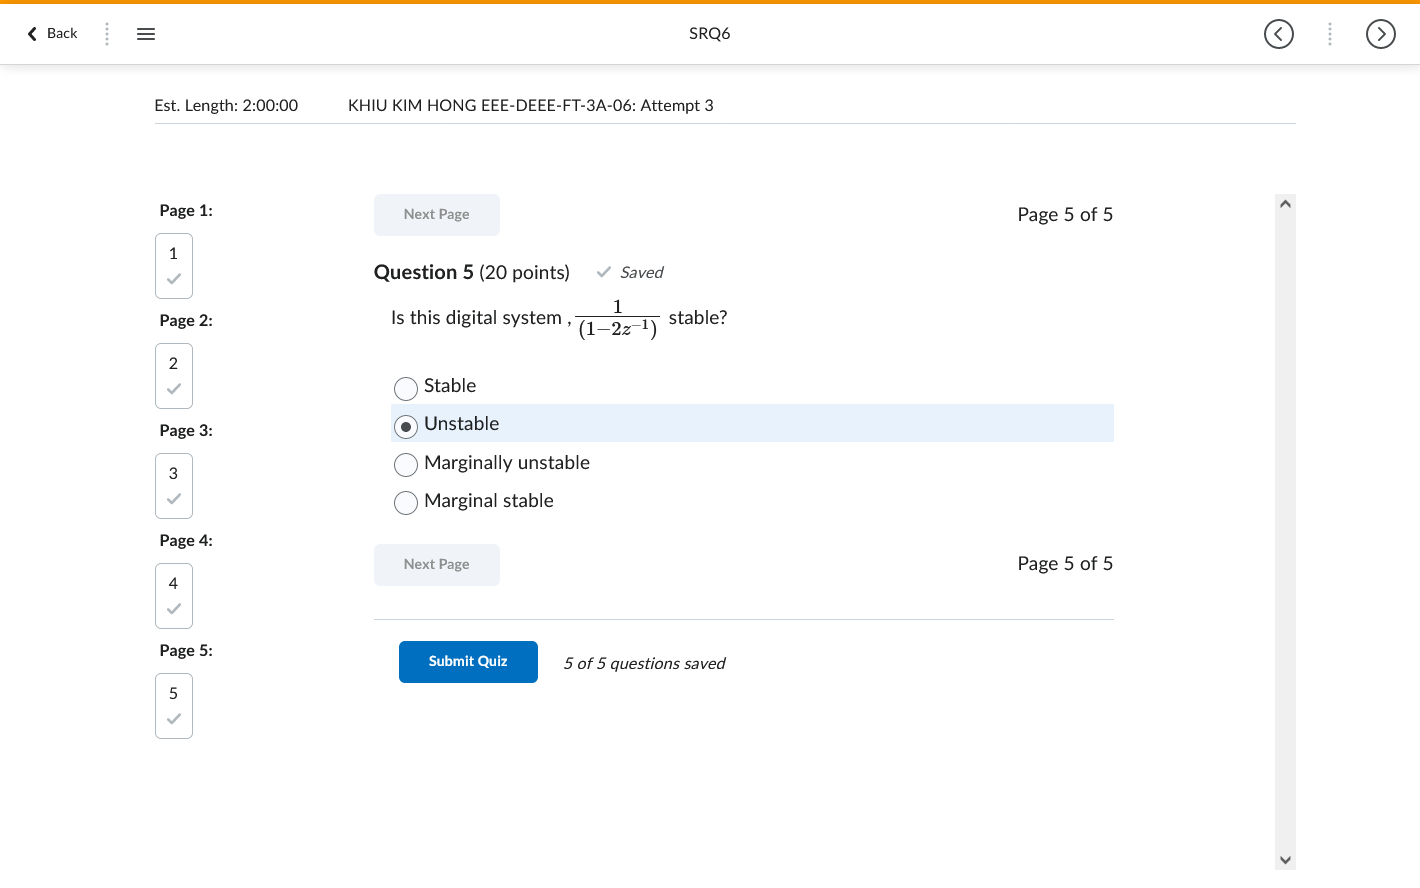 Back
SRQ6
Est. Length: 2:00:00 KHIU KIM HONG EEE-DEEE-FT-3A-06: Attempt 3
Page 1:
1
Page 2:
2
Page 3:
3
Page 4:
4
Page 5:
5
Next Page Page 5 of 5
Question 5 (20 points) Saved
Is this digital system , \frac{1}{(1-2z^{-1})} stable?
Stable
Unstable
Marginally unstable
Marginal stable
Next Page Page 5 of 5
Submit Quiz 5 of 5 questions saved